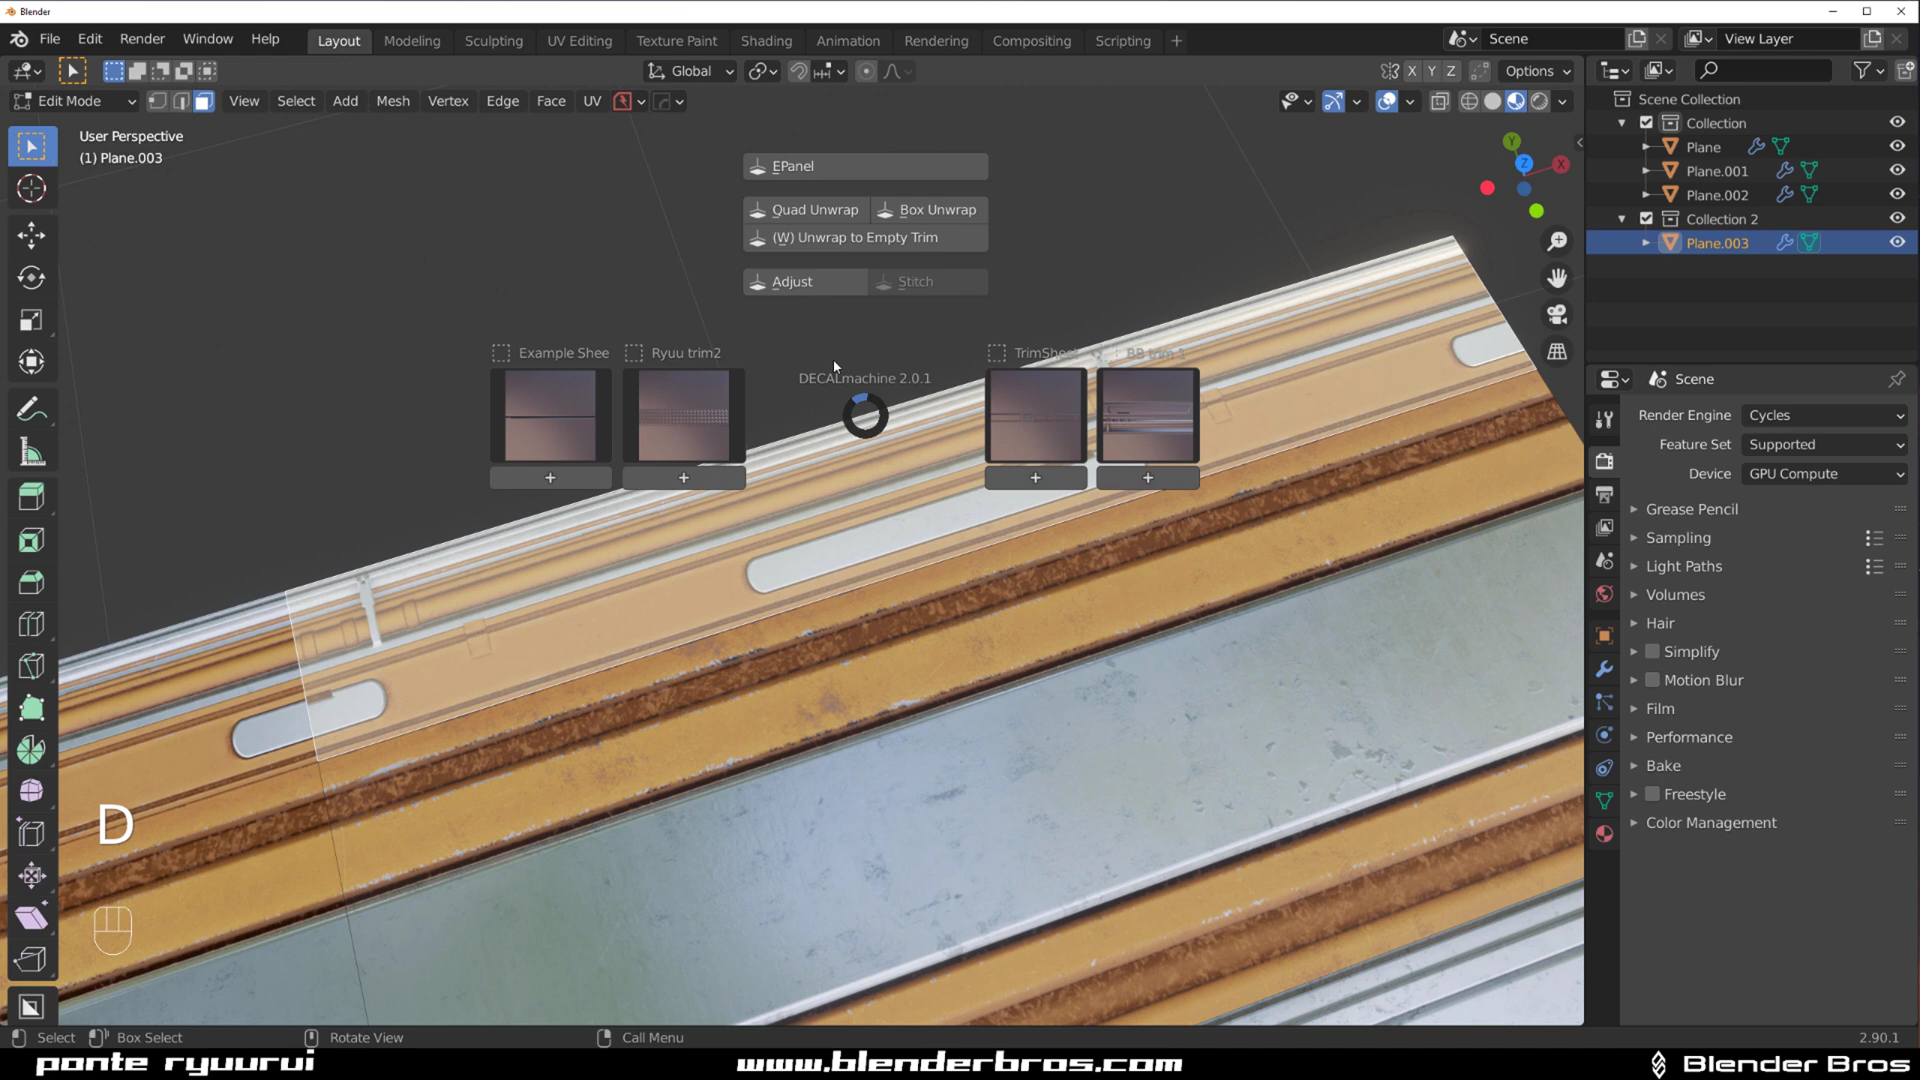 Blender
File Edit Render Window Help
Layout Modeling Sculpting UV Editing Texture Paint Shading Animation Rendering Compositing Scripting +
Scene
View Layer
Global
X Y Z
Options
Edit Mode
View Select Add Mesh Vertex Edge Face UV
User Perspective
(1) Plane.003
EPanel
Quad Unwrap Box Unwrap
(W) Unwrap to Empty Trim
Adjust Stitch
Example Shee Ryuu trim2
DECALmachine 2.0.1
+ + + +
Y
Z
X
Scene Collection
Collection
Plane
Plane.001
Plane.002
Collection 2
Plane.003
Scene
Render Engine Cycles
Feature Set Supported
Device GPU Compute
Grease Pencil
Sampling
Light Paths
Volumes
Hair
Simplify
Motion Blur
Film
Performance
Bake
Freestyle
Color Management
D
Select Box Select Rotate View Call Menu
2.90.1
ponte ryuurui
www.blenderbros.com
Blender Bros